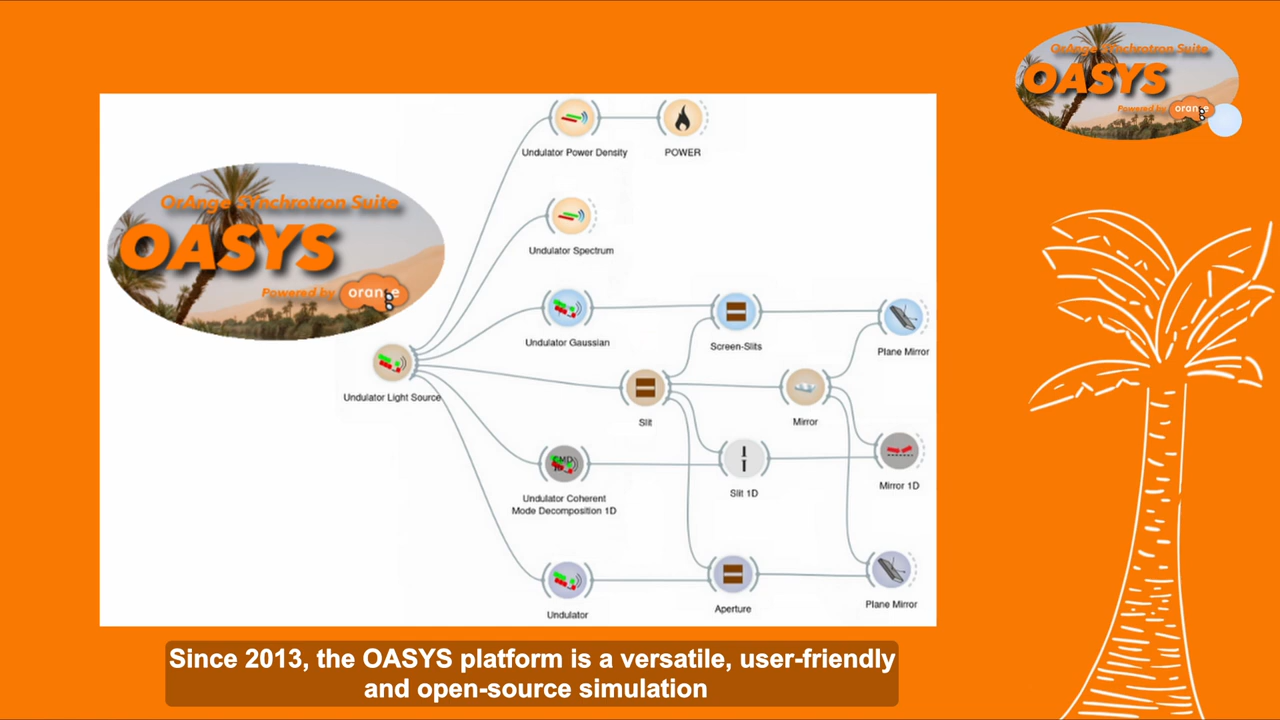 OrAnge SYnchrotron Suite
OASYS
Powered by orange
OrAnge SYnchrotron Suite
OASYS
Powered by orange
Undulator Power Density
POWER
Undulator Spectrum
Undulator Gaussian
Screen-Slits
Plane Mirror
Undulator Light Source
Slit
Mirror
CMD
1D
Undulator Coherent
Mode Decomposition 1D
Slit 1D
Mirror 1D
Undulator
Aperture
Plane Mirror
Since 2013, the OASYS platform is a versatile, user-friendly
and open-source simulation